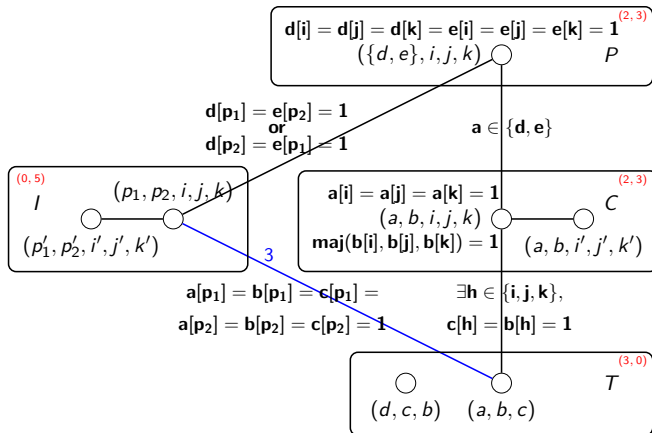 (2, 3)
d[i] = d[j] = d[k] = e[i] = e[j] = e[k] = 1
({d, e}, i, j, k)
P
d[p₁] = e[p₂] = 1
or
d[p₂] = e[p₁] = 1
a ∈ {d, e}
(0, 5)
I
(p₁, p₂, i, j, k)
(p′₁, p′₂, i′, j′, k′)
(2, 3)
a[i] = a[j] = a[k] = 1
C
(a, b, i, j, k)
maj(b[i], b[j], b[k]) = 1
(a, b, i′, j′, k′)
3
a[p₁] = b[p₁] = c[p₁] =
a[p₂] = b[p₂] = c[p₂] = 1
∃h ∈ {i, j, k},
c[h] = b[h] = 1
(3, 0)
T
(d, c, b)
(a, b, c)